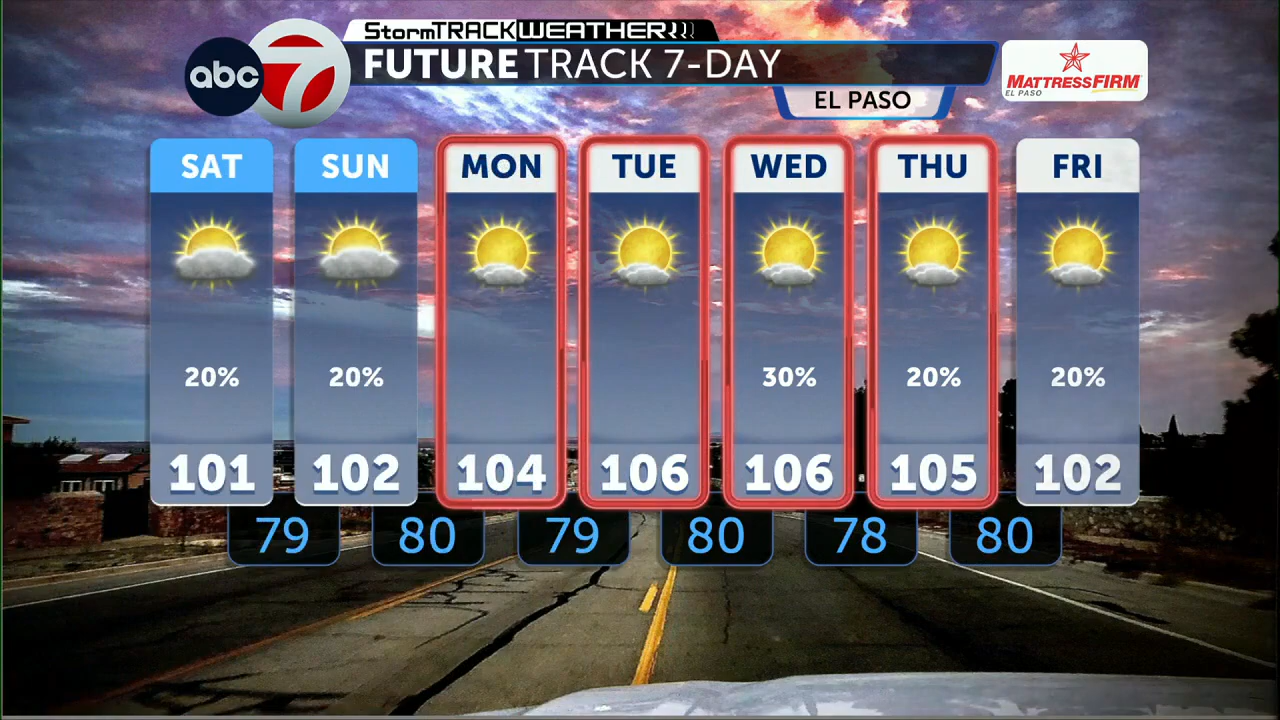 StormTRACKWEATHER
abc 7
FUTURE TRACK 7-DAY
EL PASO
MATTRESSFIRM
EL PASO
SAT SUN MON TUE WED THU FRI
20% 20% 30% 20% 20%
101 102 104 106 106 105 102
79 80 79 80 78 80